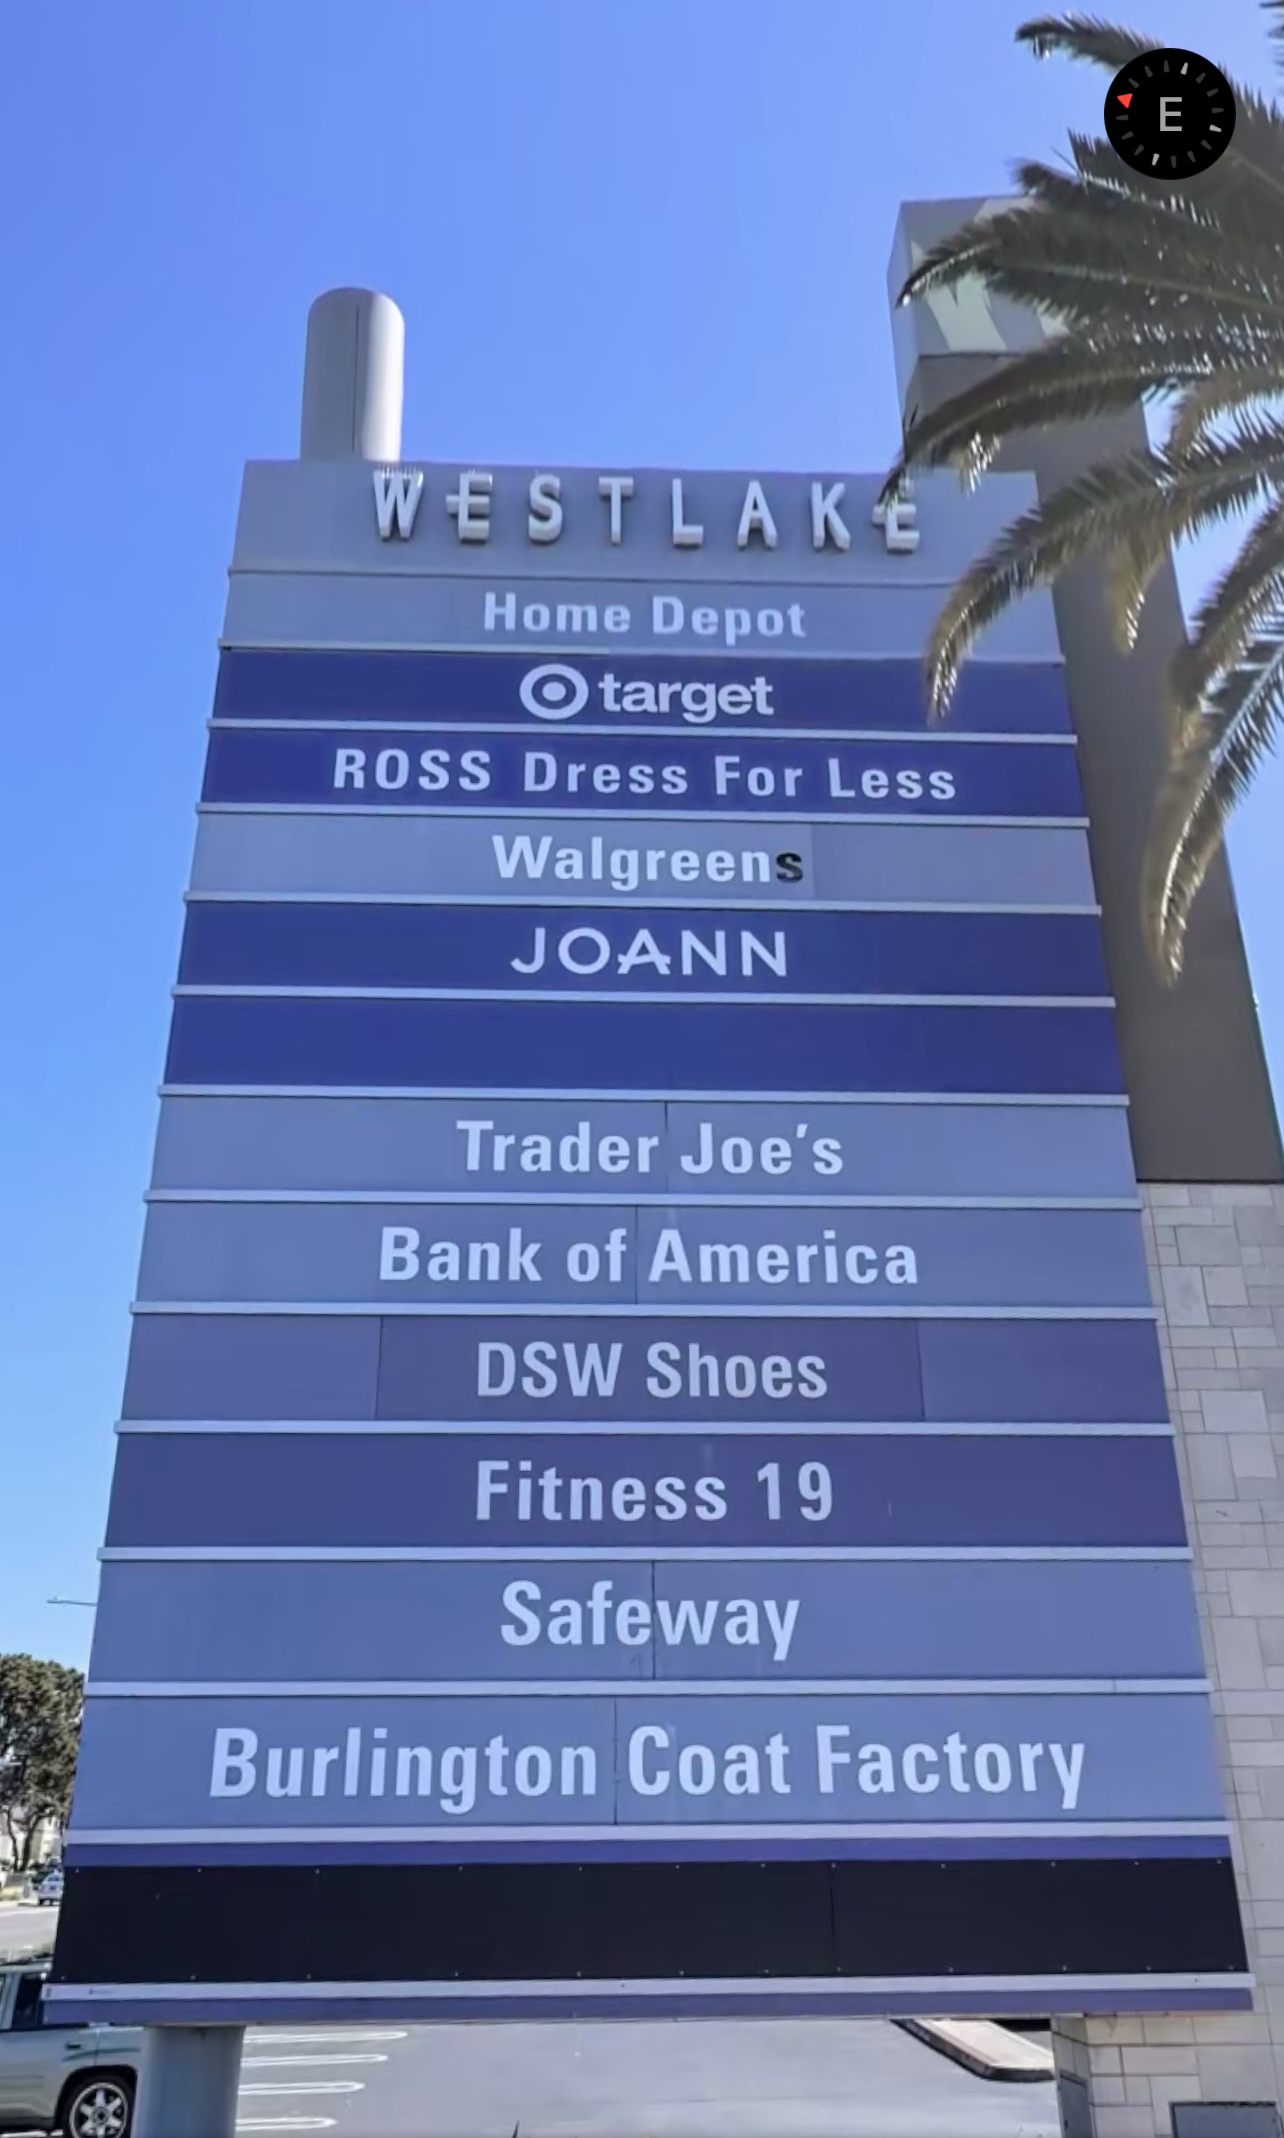 E
WESTLAKE
Home Depot
target
ROSS Dress For Less
Walgreens
JOANN
Trader Joe's
Bank of America
DSW Shoes
Fitness 19
Safeway
Burlington Coat Factory